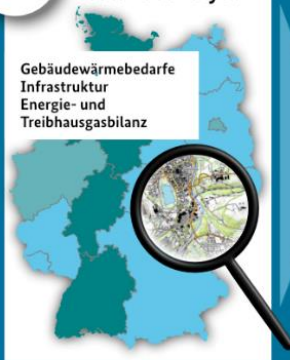 Gebäudewärmebedarfe
Infrastruktur
Energie- und
Treibhausgasbilanz